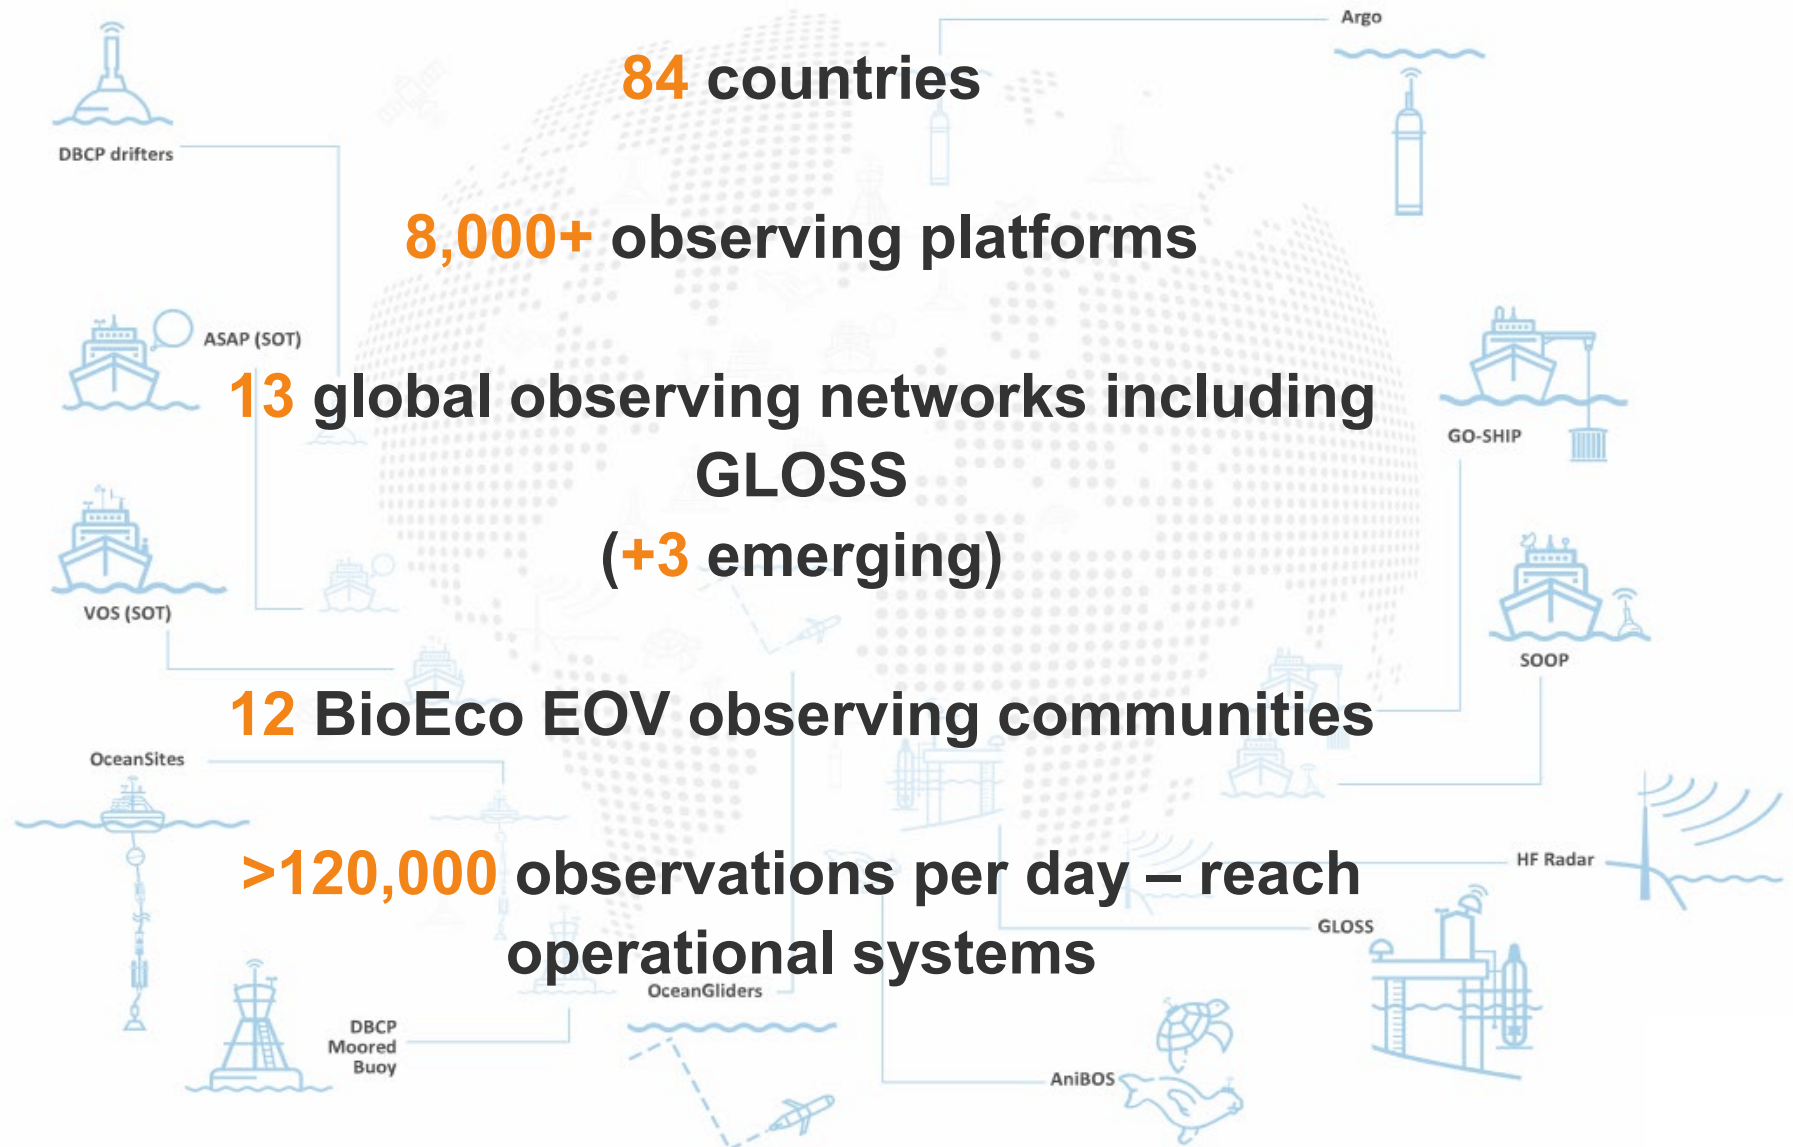 Argo
84 countries
DBCP drifters
8,000+ observing platforms
ASAP (SOT)
13 global observing networks including
GLOSS
(+3 emerging)
GO-SHIP
VOS (SOT)
SOOP
12 BioEco EOV observing communities
OceanSites
>120,000 observations per day – reach
operational systems
HF Radar
GLOSS
OceanGliders
DBCP
Moored
Buoy
AniBOS